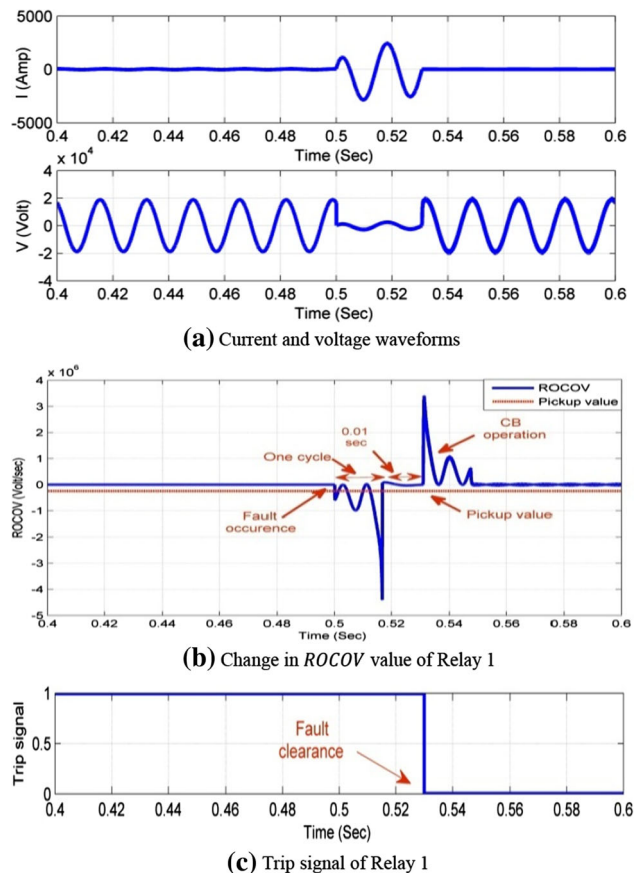 5000
0
-5000
I (Amp)
0.4 0.42 0.44 0.46 0.48 0.5 0.52 0.54 0.56 0.58 0.6
Time (Sec)
x 10^4
4
2
0
-2
-4
V (Volt)
0.4 0.42 0.44 0.46 0.48 0.5 0.52 0.54 0.56 0.58 0.6
Time (Sec)
(a) Current and voltage waveforms
x 10^6
4
3
2
1
0
-1
-2
-3
-4
-5
ROCOV (Volt/sec)
ROCOV
Pickup value
0.01
sec
One cycle
CB
operation
Fault
occurence
Pickup value
0.4 0.42 0.44 0.46 0.48 0.5 0.52 0.54 0.56 0.58 0.6
Time (Sec)
(b) Change in ROCOV value of Relay 1
1
0.5
0
Trip signal
Fault
clearance
0.4 0.42 0.44 0.46 0.48 0.5 0.52 0.54 0.56 0.58 0.6
Time (Sec)
(c) Trip signal of Relay 1